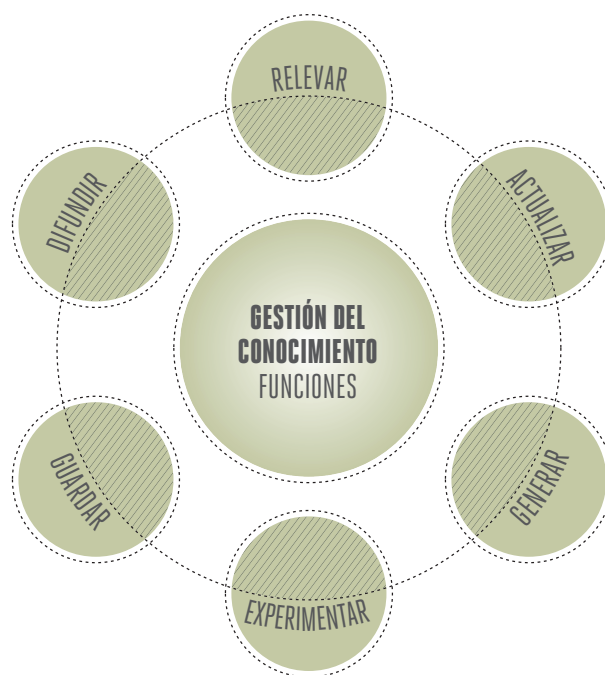 RELEVAR
ACTUALIZAR
GENERAR
EXPERIMENTAR
GUARDAR
DIFUNDIR
GESTIÓN DEL
CONOCIMIENTO
FUNCIONES